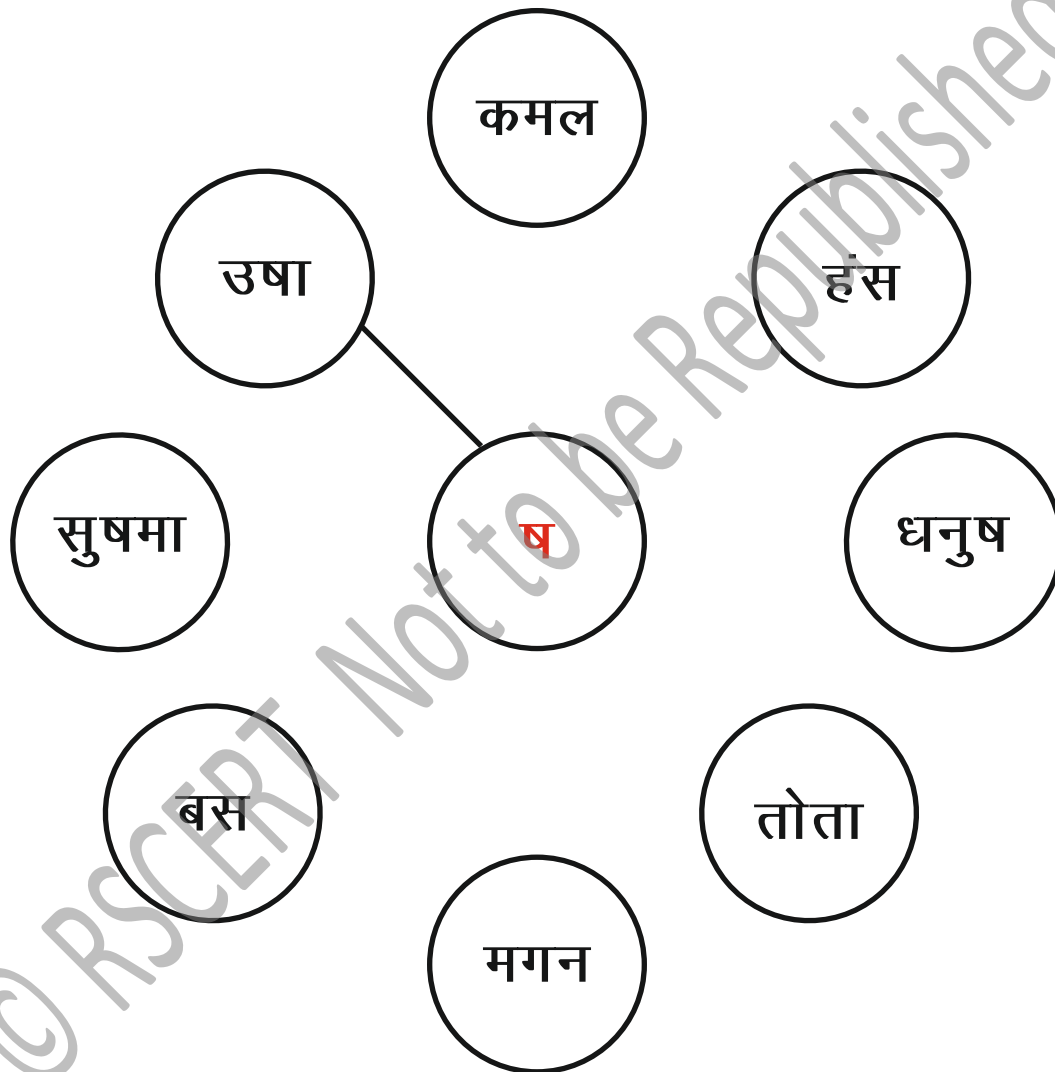 कमल
उषा
हंस
सुषमा
ष
धनुष
बस
तोता
मगन
© RSCERT Not to be Republished